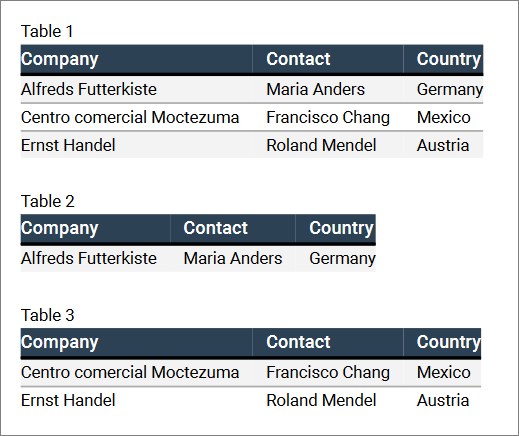 Table 1
Company Contact Country
Alfreds Futterkiste Maria Anders Germany
Centro comercial Moctezuma Francisco Chang Mexico
Ernst Handel Roland Mendel Austria
Table 2
Company Contact Country
Alfreds Futterkiste Maria Anders Germany
Table 3
Company Contact Country
Centro comercial Moctezuma Francisco Chang Mexico
Ernst Handel Roland Mendel Austria